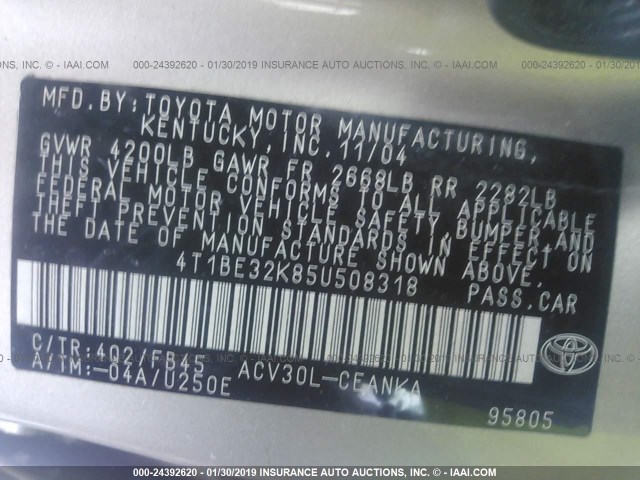 000-24392620 - 01/30/2019 INSURANCE AUTO AUCTIONS - © - IAAI.COM
MFD.BY:TOYOTA MOTOR MANUFACTURING,
KENTUCKY,INC. 11/04
GVWR 4200LB GAWR FR 2668LB RR 2282LB
THIS VEHICLE CONFORMS TO ALL APPLICABLE
FEDERAL MOTOR VEHICLE SAFETY,BUMPER,AND
THEFT PREVENTION STANDARDS IN EFFECT ON
THE DATE OF MANUFACTURE SHOWN ABOVE.
4T1BE32K85U508318 PASS.CAR
C/TR:402/FB45 ACV30L-CEANKA
A/TM:-04A/U250E
TOYOTA
95805
000-24392620 - 01/30/2019 INSURANCE AUTO AUCTIONS - © - IAAI.COM